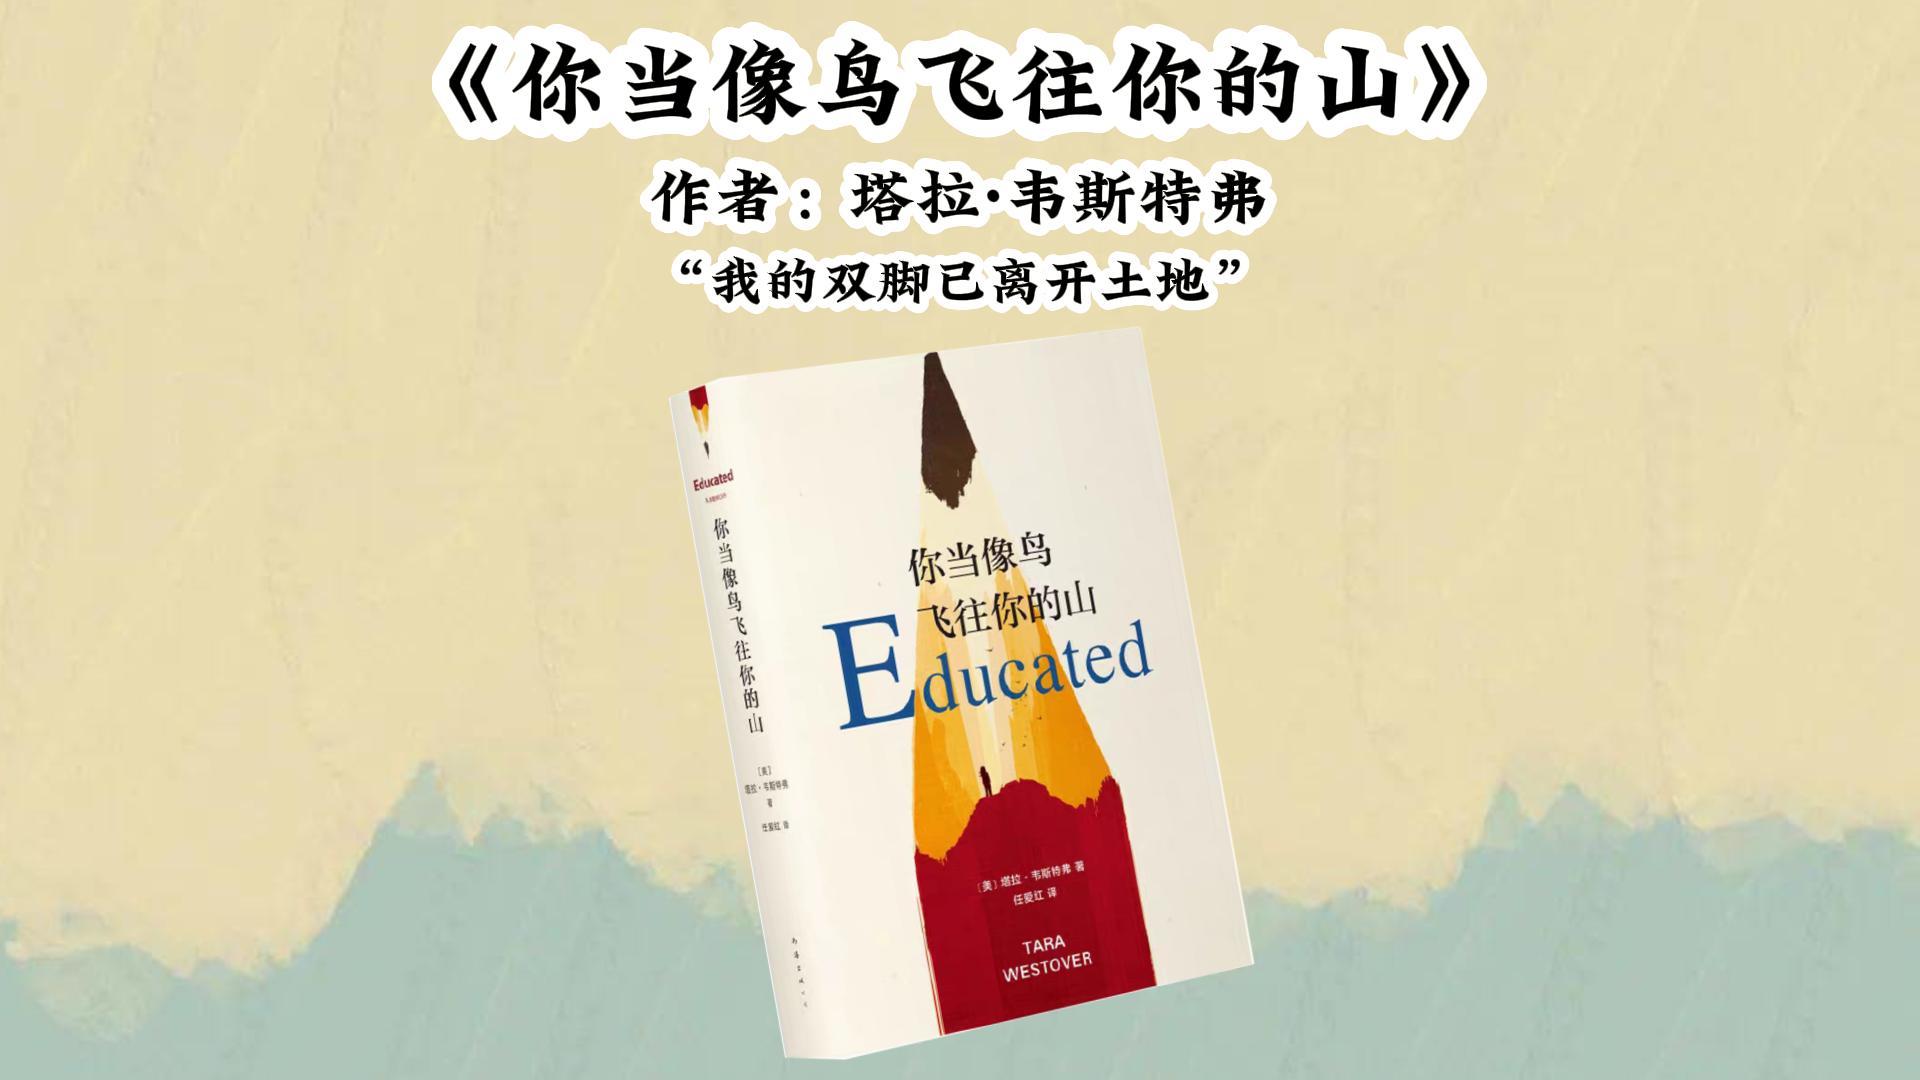 《你当像鸟飞往你的山》
作者：塔拉·韦斯特弗
“我的双脚已离开土地”
Educated
你当像鸟飞往你的山
［美］
塔拉·韦斯特弗
著
任爱红 译
你当像鸟
飞往你的山
Educated
［美］塔拉·韦斯特弗 著
任爱红 译
TARA
WESTOVER